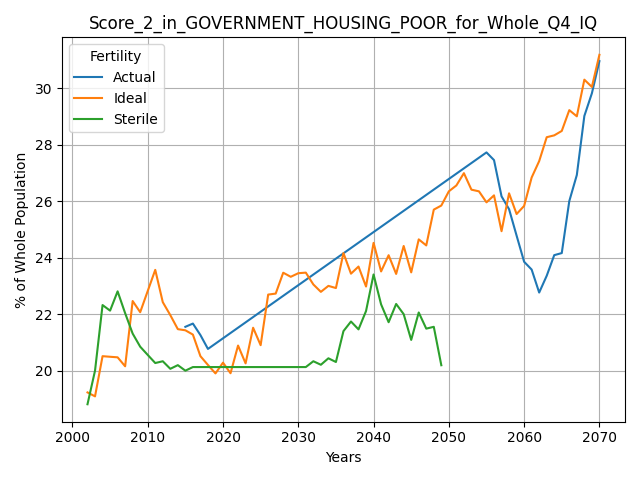 Score_2_in_GOVERNMENT_HOUSING_POOR_for_Whole_Q4_IQ
Fertility
Actual
Ideal
Sterile
% of Whole Population
30
28
26
24
22
20
2000 2010 2020 2030 2040 2050 2060 2070
Years